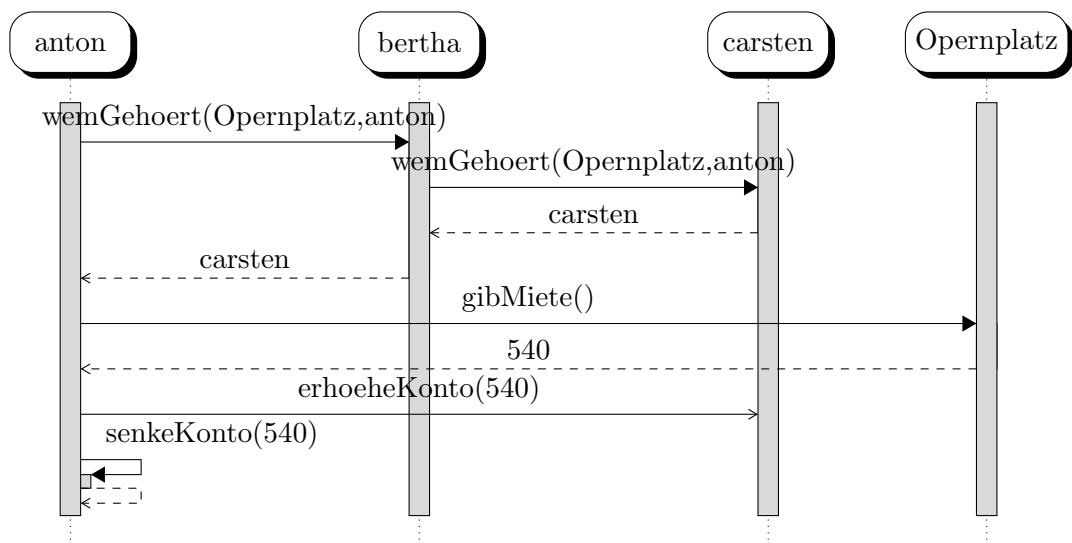 anton
bertha
carsten
Opernplatz
wemGehoert(Opernplatz,anton)
wemGehoert(Opernplatz,anton)
carsten
carsten
gibMiete()
540
erhoeheKonto(540)
senkeKonto(540)